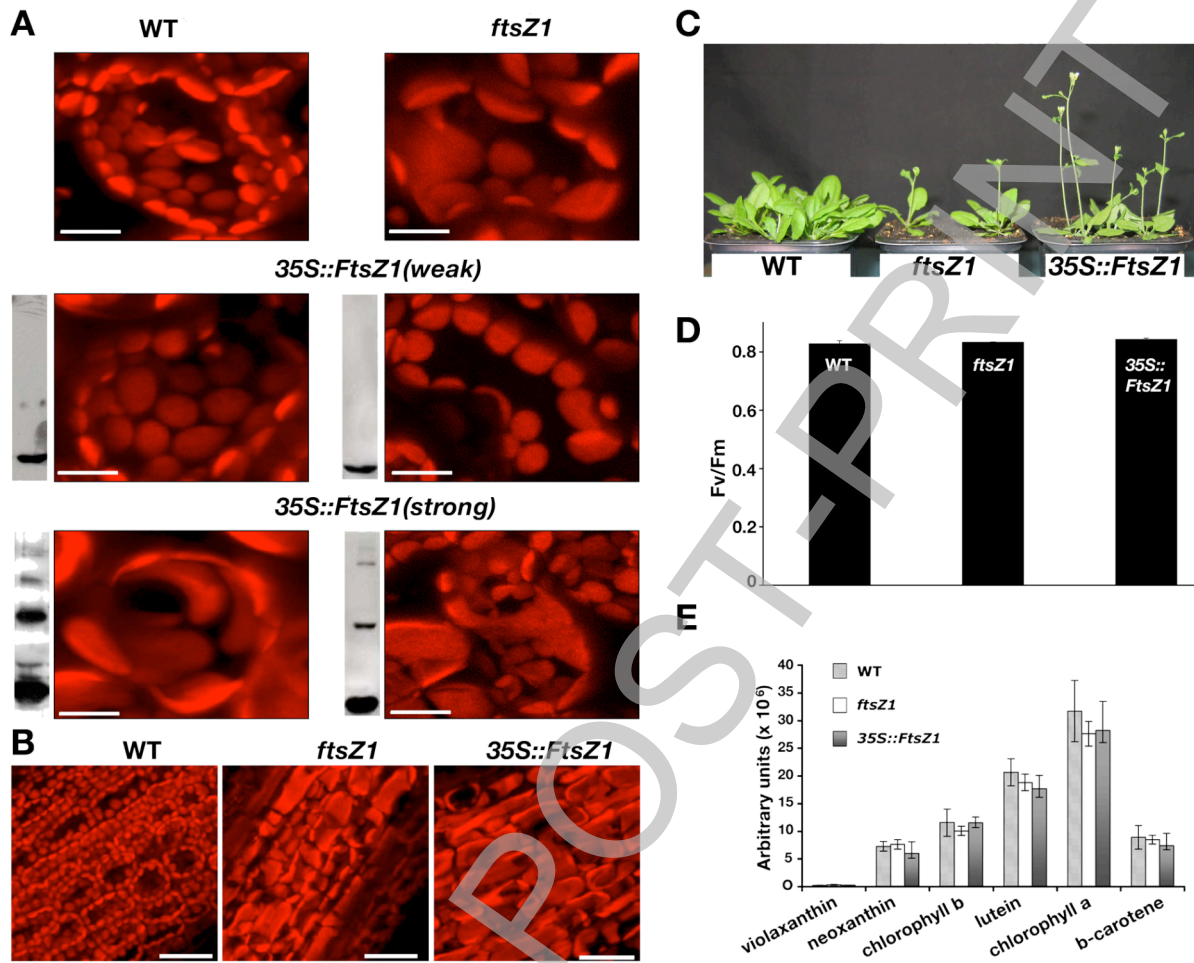 A
WT
ftsZ1
35S::FtsZ1(weak)
35S::FtsZ1(strong)
B
WT
ftsZ1
35S::FtsZ1
C
WT
ftsZ1
35S::FtsZ1
D
Fv/Fm
0.8
0.6
0.4
0.2
0
WT
ftsZ1
35S::
FtsZ1
E
Arbitrary units (x 10⁶)
40
35
30
25
20
15
10
5
0
WT
ftsZ1
35S::FtsZ1
violaxanthin
neoxanthin
chlorophyll b
lutein
chlorophyll a
b-carotene
POST-PRINT